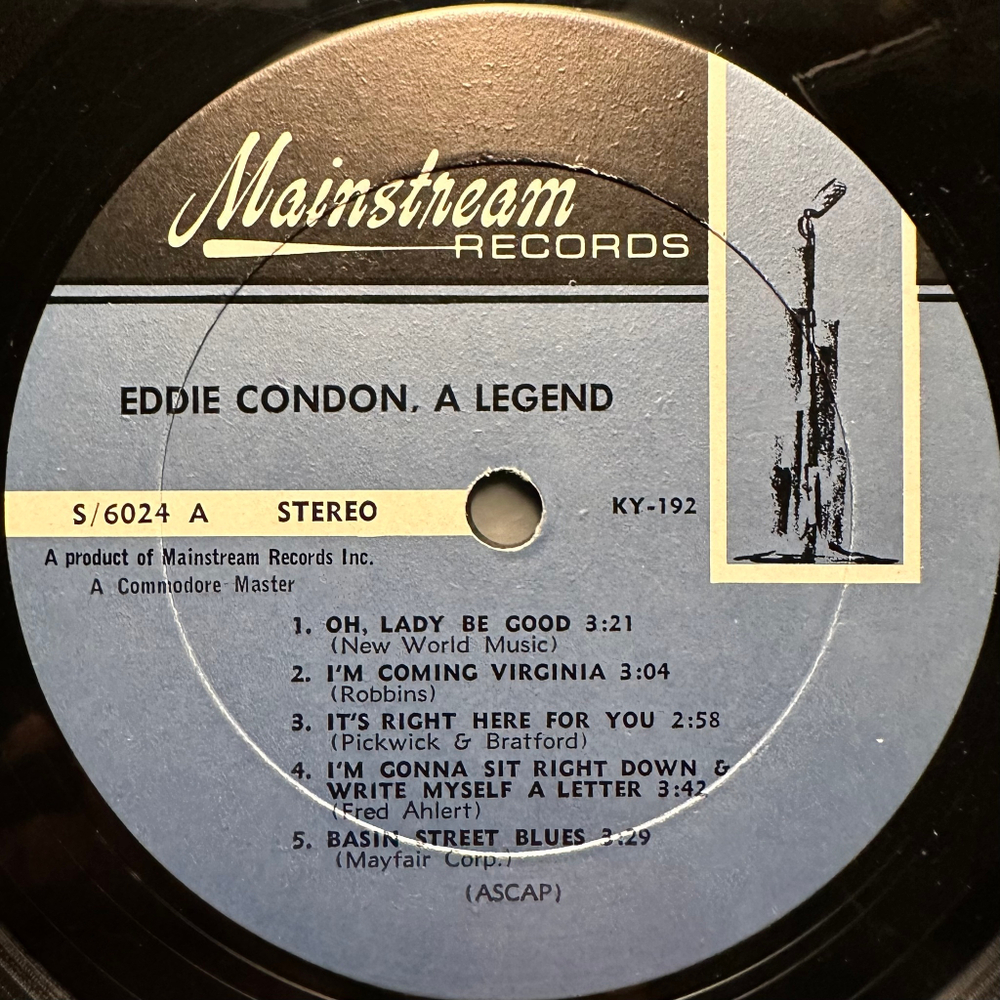 Mainstream
RECORDS
EDDIE CONDON, A LEGEND
S/6024 A STEREO
KY-192
A product of Mainstream Records Inc.
A Commodore Master
1. OH, LADY BE GOOD 3:21
(New World Music)
2. I'M COMING VIRGINIA 3:04
(Robbins)
3. IT'S RIGHT HERE FOR YOU 2:58
(Pickwick & Bratford)
4. I'M GONNA SIT RIGHT DOWN &
WRITE MYSELF A LETTER 3:42
(Fred Ahlert)
5. BASIN STREET BLUES 3:29
(Mayfair Corp.)
(ASCAP)